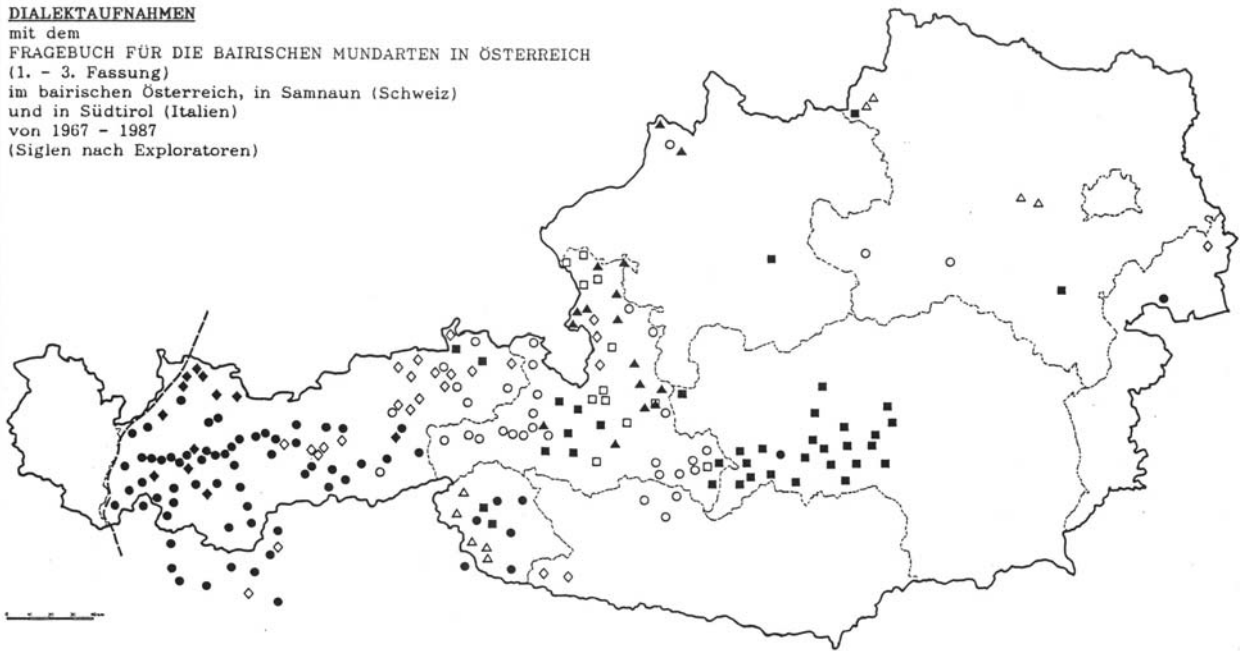 DIALEKTAUFNAHMEN
mit dem
FRAGEBUCH FÜR DIE BAIRISCHEN MUNDARTEN IN ÖSTERREICH
(1. - 3. Fassung)
im bairischen Österreich, in Samnaun (Schweiz)
und in Südtirol (Italien)
von 1967 - 1987
(Siglen nach Exploratoren)